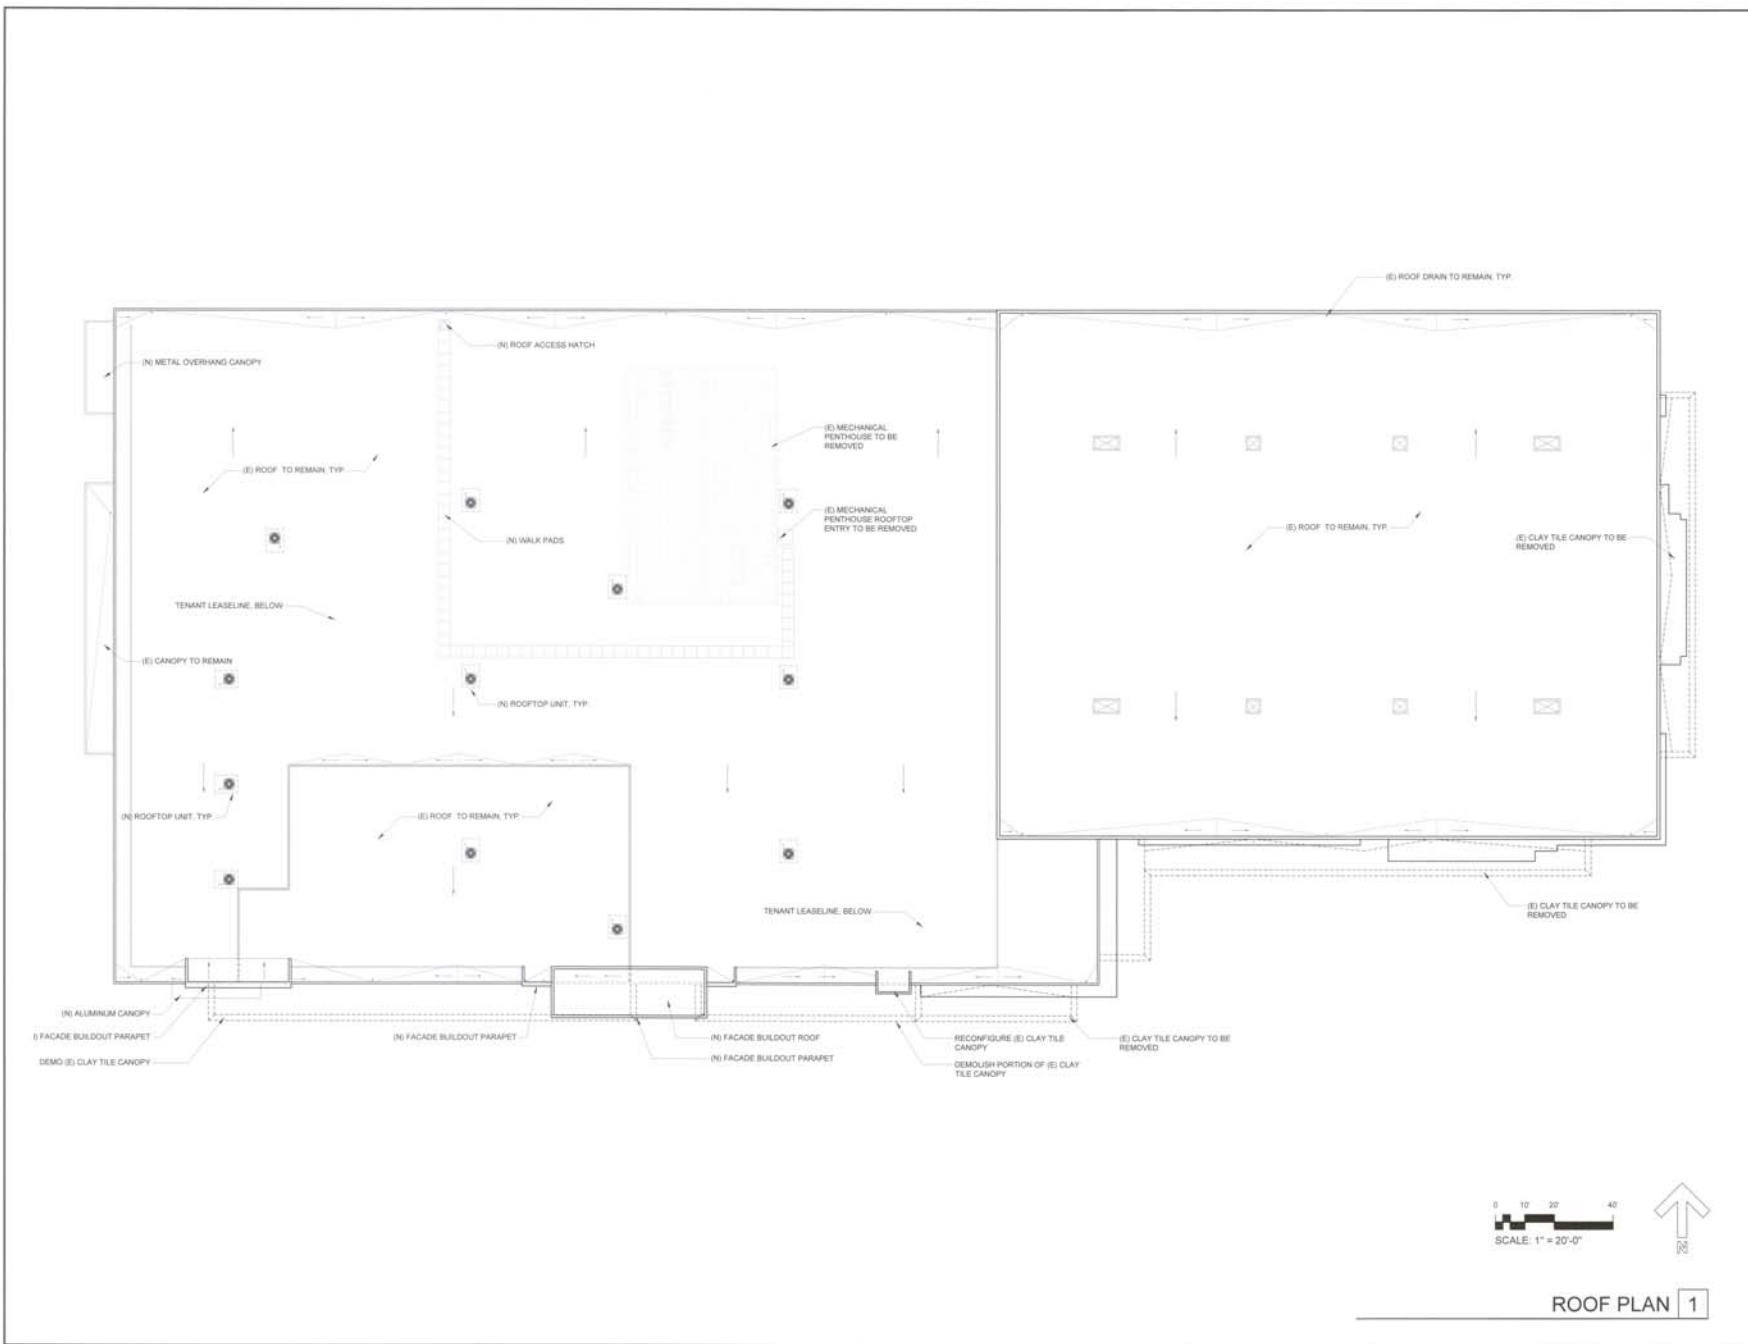 (E) ROOF DRAIN TO REMAIN, TYP.
(N) ROOF ACCESS HATCH
(N) METAL OVERHANG CANOPY
(E) MECHANICAL
PENTHOUSE TO BE
REMOVED
(E) ROOF TO REMAIN, TYP.
(E) MECHANICAL
PENTHOUSE ROOFTOP
ENTRY TO BE REMOVED
(E) ROOF TO REMAIN, TYP.
(N) WALK PADS
(E) CLAY TILE CANOPY TO BE
REMOVED
TENANT LEASELINE, BELOW
(E) CANOPY TO REMAIN
(N) ROOFTOP UNIT, TYP.
(N) ROOFTOP UNIT, TYP.
(E) ROOF TO REMAIN, TYP.
TENANT LEASELINE, BELOW
(E) CLAY TILE CANOPY TO BE
REMOVED
(N) ALUMINUM CANOPY
I) FACADE BUILDOUT PARAPET
DEMO (E) CLAY TILE CANOPY
(N) FACADE BUILDOUT PARAPET
(N) FACADE BUILDOUT ROOF
(N) FACADE BUILDOUT PARAPET
RECONFIGURE (E) CLAY TILE
CANOPY
DEMOLISH PORTION OF (E) CLAY
TILE CANOPY
(E) CLAY TILE CANOPY TO BE
REMOVED
0 10' 20' 40'
SCALE: 1" = 20'-0"
ROOF PLAN 1